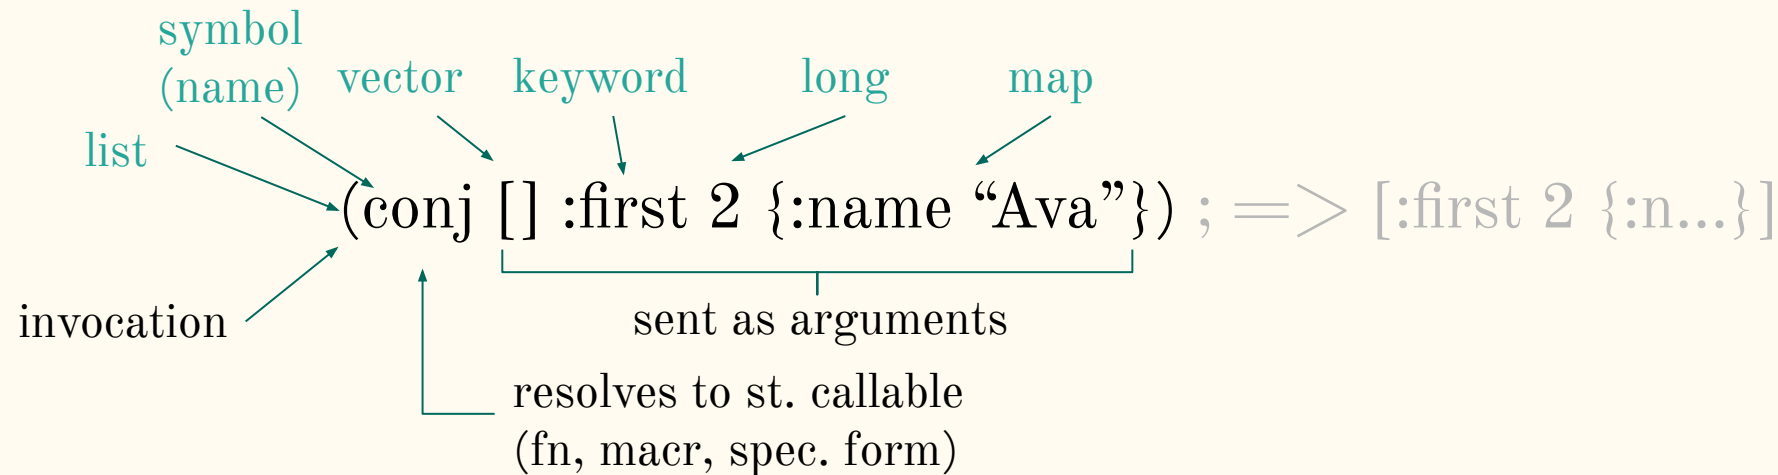 symbol
(name)
vector
keyword
long
map
list
(conj [] :first 2 {:name “Ava”}) ; => [:first 2 {:n...}]
invocation
sent as arguments
resolves to st. callable
(fn, macr, spec. form)